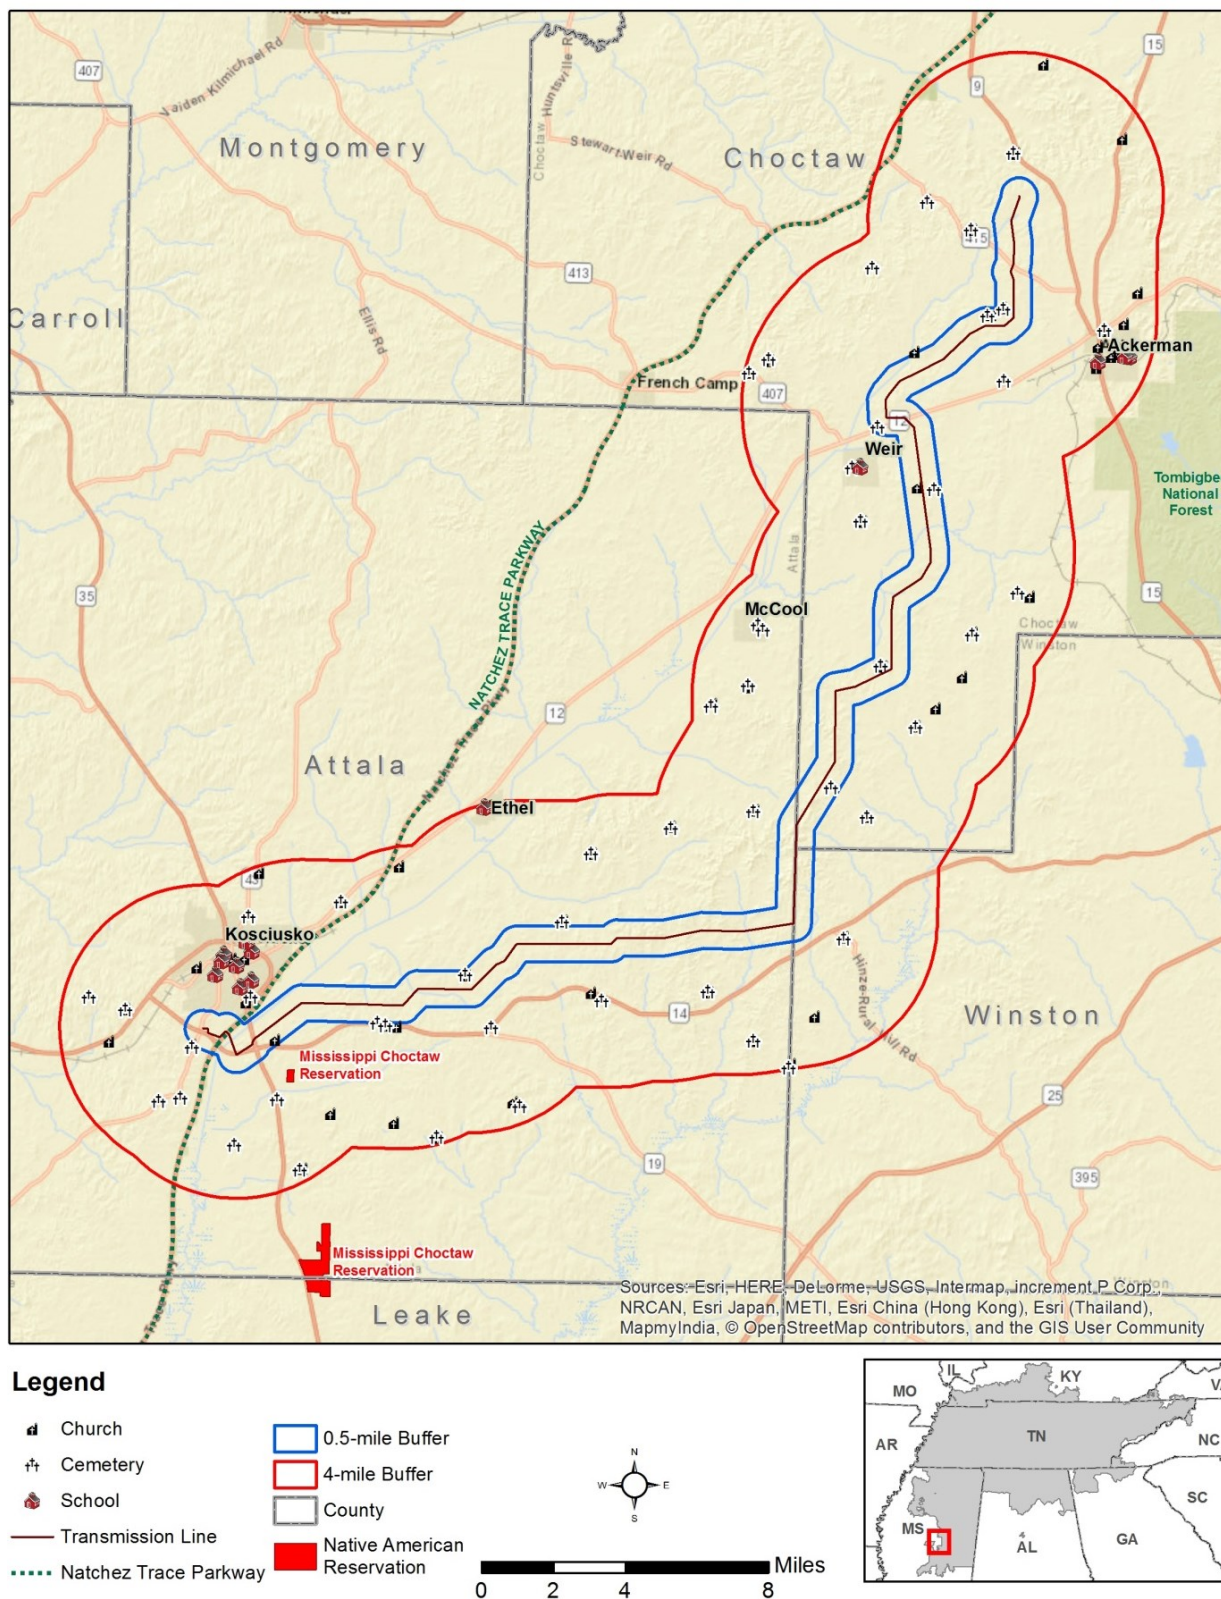 407
Vaiden Kilmichael Rd
Choctaw
Huntsville R
15
9
Montgomery
Stewart-Weir Rd
Choctaw
415
413
Carroll
Ellis Rd
Ackerman
French Camp
407
12
Weir
Tombigbe
National
Forest
NATCHEZ TRACE PARKWAY
Attala
35
15
McCool
Choctaw
Winston
12
Attala
Ethel
43
Kosciusko
Hinze-Rural
Rd
14
Winston
Mississippi Choctaw
Reservation
25
19
395
Mississippi Choctaw
Reservation
Leake
Winston
Sources: Esri, HERE, DeLorme, USGS, Intermap, increment P Corp.,
NRCAN, Esri Japan, METI, Esri China (Hong Kong), Esri (Thailand),
MapmyIndia, © OpenStreetMap contributors, and the GIS User Community
Legend
Church
Cemetery
School
Transmission Line
Natchez Trace Parkway
0.5-mile Buffer
4-mile Buffer
County
Native American
Reservation
N
W E
S
Miles
0 2 4 8
IL
KY
MO
V
TN
AR
NC
SC
MS
AL
GA